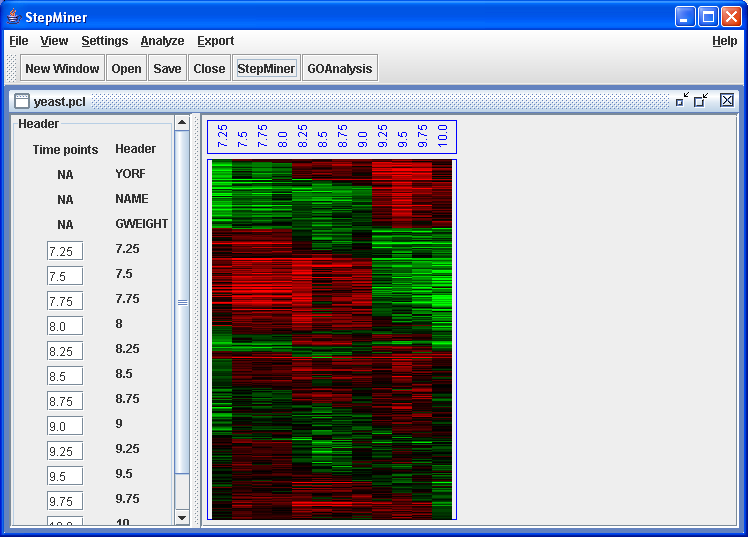 StepMiner
File View Settings Analyze Export Help
New Window Open Save Close StepMiner GOAnalysis
yeast.pcl
Header
Time points Header
NA YORF
NA NAME
NA GWEIGHT
7.25 7.25
7.5 7.5
7.75 7.75
8.0 8
8.25 8.25
8.5 8.5
8.75 8.75
9.0 9
9.25 9.25
9.5 9.5
9.75 9.75
10.0 10
7.25 7.5 7.75 8.0 8.25 8.5 8.75 9.0 9.25 9.5 9.75 10.0